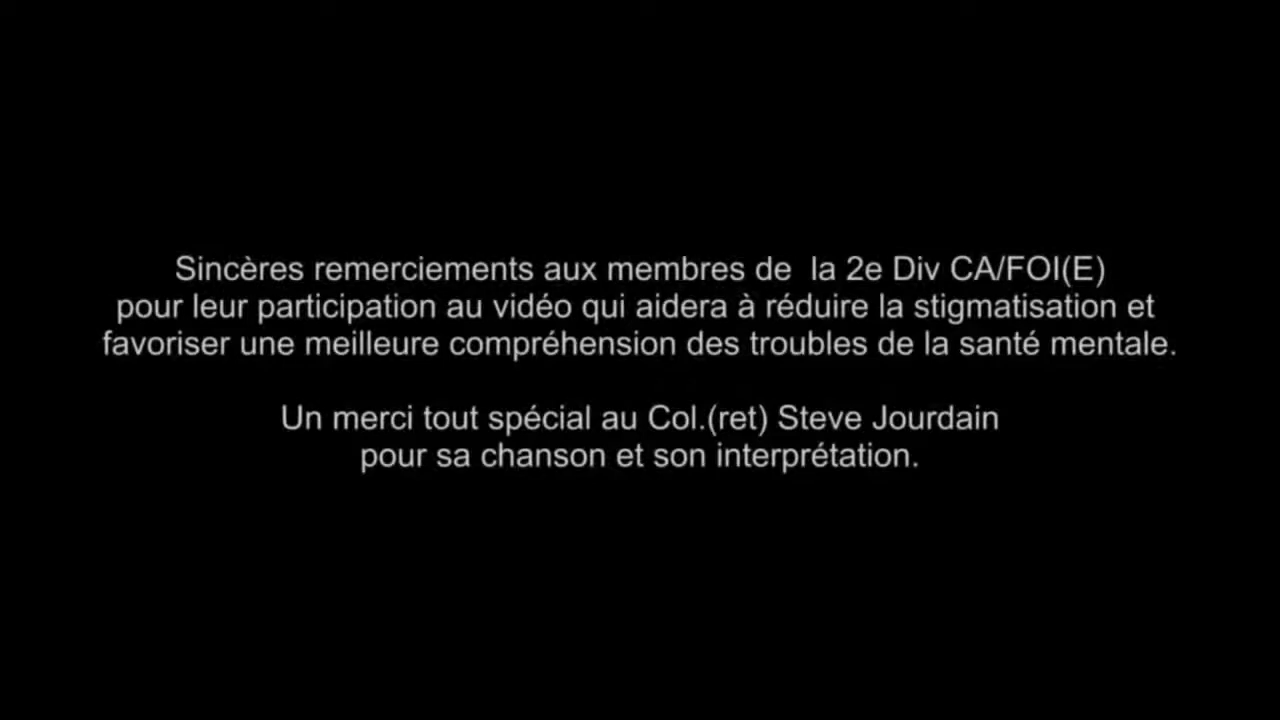 Sincères remerciements aux membres de  la 2e Div CA/FOI(E)
pour leur participation au vidéo qui aidera à réduire la stigmatisation et
favoriser une meilleure compréhension des troubles de la santé mentale.
Un merci tout spécial au Col.(ret) Steve Jourdain
pour sa chanson et son interprétation.